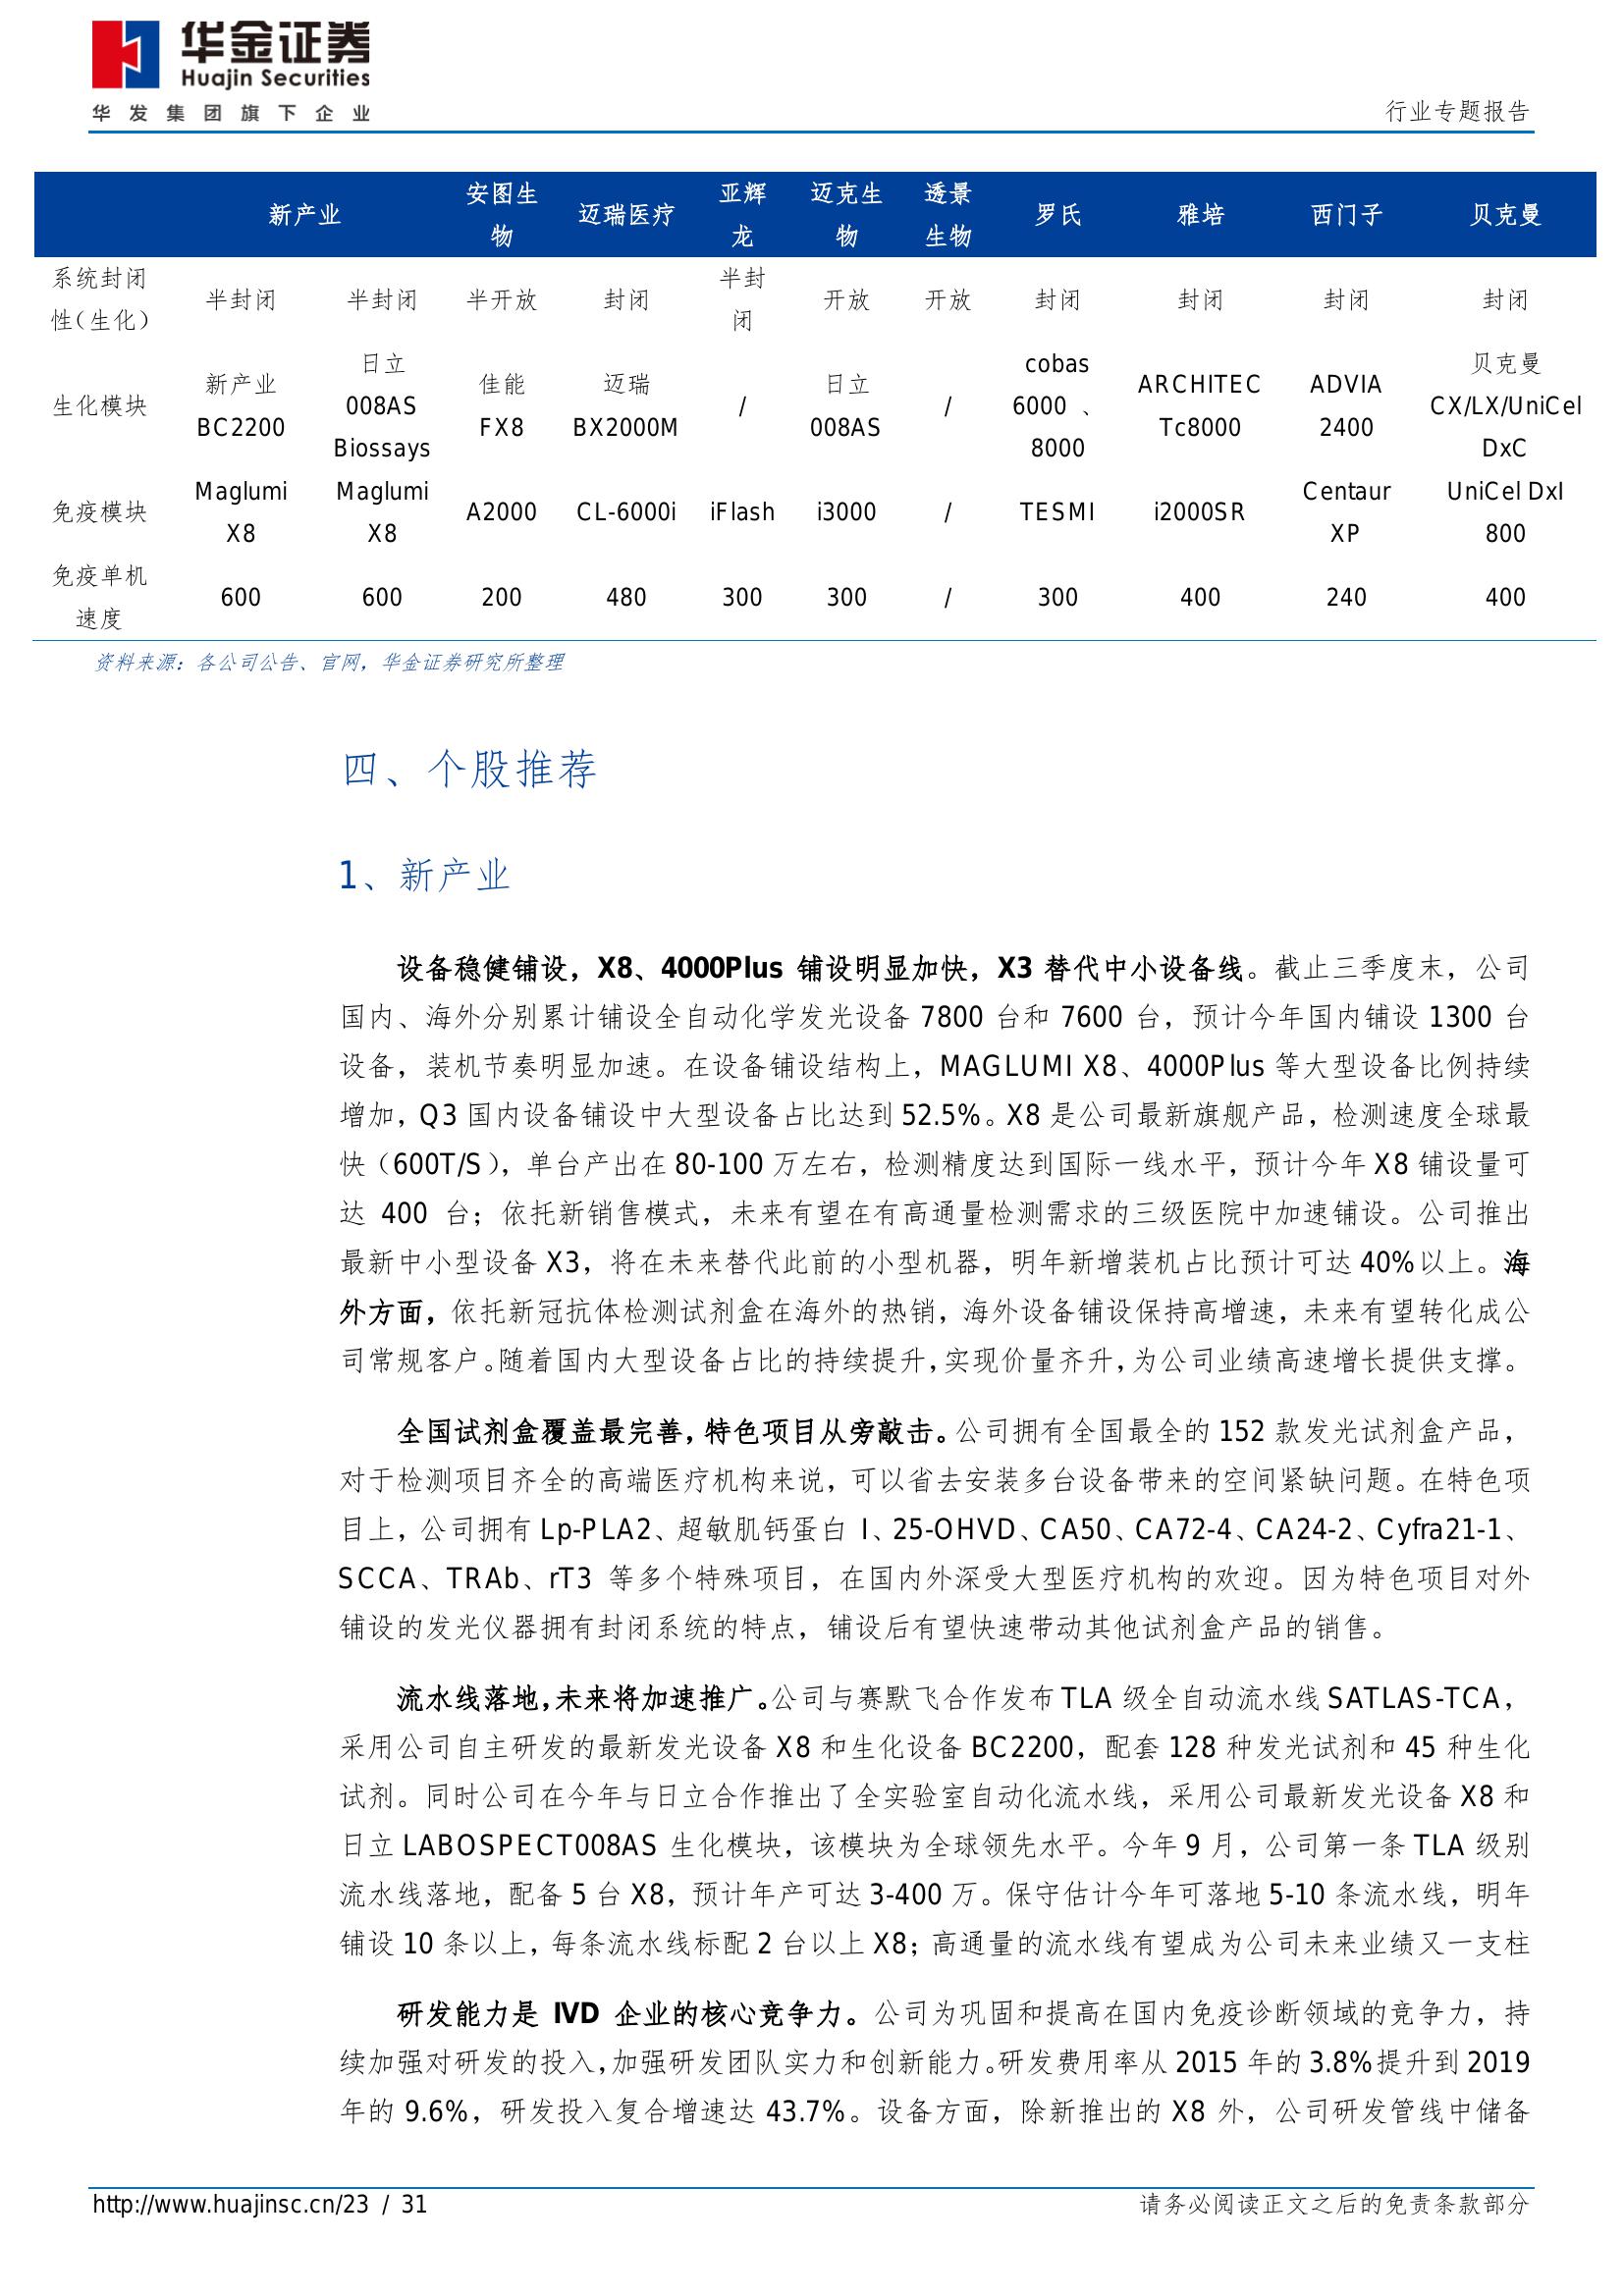 华金证券
Huajin Securities
华发集团旗下企业
行业专题报告
新产业 安图生物 迈瑞医疗 亚辉龙 迈克生物 透景生物 罗氏 雅培 西门子 贝克曼
系统封闭性(生化) 半封闭 半封闭 半开放 封闭 半封闭 开放 开放 封闭 封闭 封闭 封闭
生化模块 新产业 BC2200 日立 008AS Biossays 佳能 FX8 迈瑞 BX2000M / 日立 008AS / cobas 6000 、 8000 ARCHITEC Tc8000 ADVIA 2400 贝克曼 CX/LX/UniCel DxC
免疫模块 Maglumi X8 Maglumi X8 A2000 CL-6000i iFlash i3000 / TESMI i2000SR Centaur XP UniCel DxI 800
免疫单机速度 600 600 200 480 300 300 / 300 400 240 400
资料来源：各公司公告、官网，华金证券研究所整理
四、个股推荐
1、新产业
设备稳健铺设，X8、4000Plus 铺设明显加快，X3 替代中小设备线。截止三季度末，公司
国内、海外分别累计铺设全自动化学发光设备 7800 台和 7600 台，预计今年国内铺设 1300 台
设备，装机节奏明显加速。在设备铺设结构上，MAGLUMI X8、4000Plus 等大型设备比例持续
增加，Q3 国内设备铺设中大型设备占比达到 52.5%。X8 是公司最新旗舰产品，检测速度全球最
快（600T/S），单台产出在 80-100 万左右，检测精度达到国际一线水平，预计今年 X8 铺设量可
达 400 台；依托新销售模式，未来有望在有高通量检测需求的三级医院中加速铺设。公司推出
最新中小型设备 X3，将在未来替代此前的小型机器，明年新增装机占比预计可达 40%以上。海
外方面，依托新冠抗体检测试剂盒在海外的热销，海外设备铺设保持高增速，未来有望转化成公
司常规客户。随着国内大型设备占比的持续提升，实现价量齐升，为公司业绩高速增长提供支撑。
全国试剂盒覆盖最完善，特色项目从旁敲击。公司拥有全国最全的 152 款发光试剂盒产品，
对于检测项目齐全的高端医疗机构来说，可以省去安装多台设备带来的空间紧缺问题。在特色项
目上，公司拥有 Lp-PLA2、超敏肌钙蛋白 I、25-OHVD、CA50、CA72-4、CA24-2、Cyfra21-1、
SCCA、TRAb、rT3 等多个特殊项目，在国内外深受大型医疗机构的欢迎。因为特色项目对外
铺设的发光仪器拥有封闭系统的特点，铺设后有望快速带动其他试剂盒产品的销售。
流水线落地，未来将加速推广。公司与赛默飞合作发布 TLA 级全自动流水线 SATLAS-TCA，
采用公司自主研发的最新发光设备 X8 和生化设备 BC2200，配套 128 种发光试剂和 45 种生化
试剂。同时公司在今年与日立合作推出了全实验室自动化流水线，采用公司最新发光设备 X8 和
日立 LABOSPECT008AS 生化模块，该模块为全球领先水平。今年 9 月，公司第一条 TLA 级别
流水线落地，配备 5 台 X8，预计年产可达 3-400 万。保守估计今年可落地 5-10 条流水线，明年
铺设 10 条以上，每条流水线标配 2 台以上 X8；高通量的流水线有望成为公司未来业绩又一支柱
研发能力是 IVD 企业的核心竞争力。公司为巩固和提高在国内免疫诊断领域的竞争力，持
续加强对研发的投入，加强研发团队实力和创新能力。研发费用率从 2015 年的 3.8%提升到 2019
年的 9.6%，研发投入复合增速达 43.7%。设备方面，除新推出的 X8 外，公司研发管线中储备
http://www.huajinsc.cn/23 / 31
请务必阅读正文之后的免责条款部分